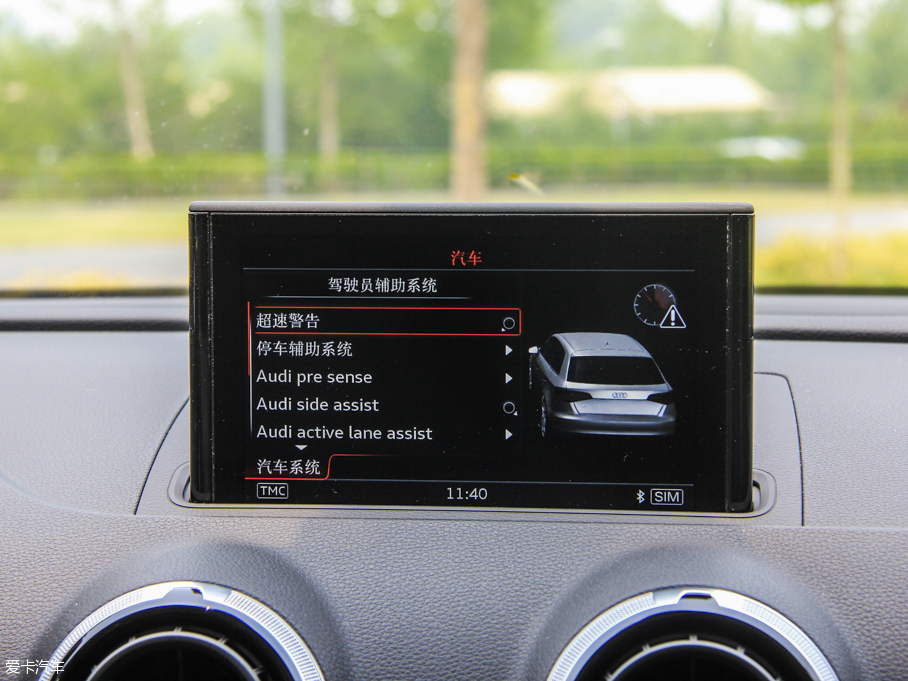 汽车
驾驶员辅助系统
超速警告
停车辅助系统
Audi pre sense
Audi side assist
Audi active lane assist
汽车系统
TMC
11:40
SIM
爱卡汽车